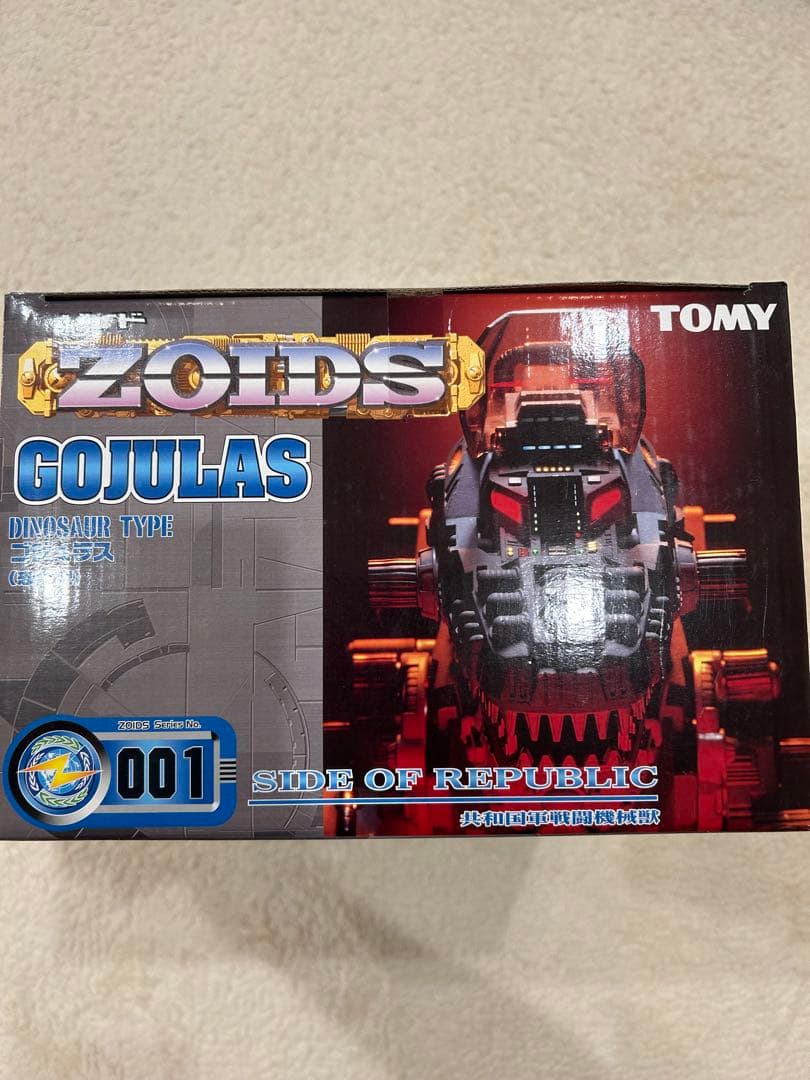 TOMY
ZOIDS
GOJULAS
DINOSAUR TYPE
ZOIDS Series No.
001
SIDE OF REPUBLIC
共和国軍戦闘機械獣